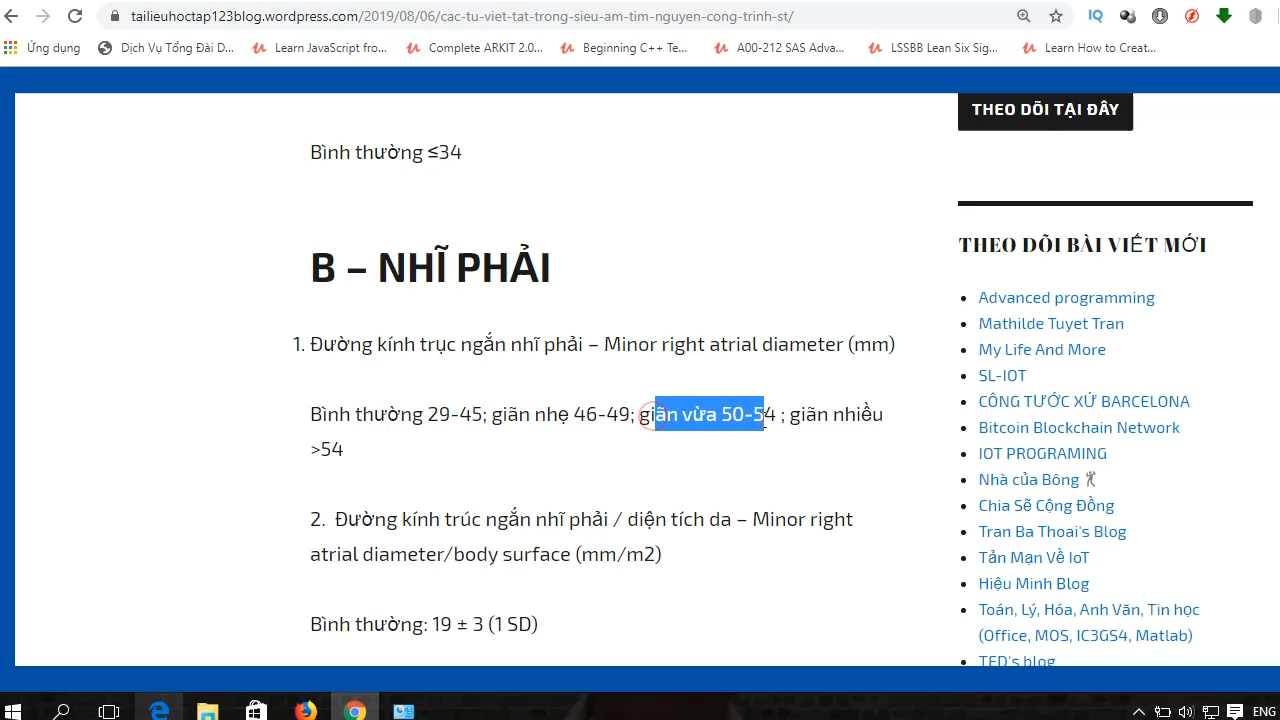 tailieuhoctap123blog.wordpress.com/2019/08/06/cac-tu-viet-tat-trong-sieu-am-tim-nguyen-cong-trinh-st/
Ứng dụng Dịch Vụ Tổng Đài D... Learn JavaScript fro... Complete ARKIT 2.0... Beginning C++ Te... A00-212 SAS Adva... LSSBB Lean Six Sig... Learn How to Creat...
THEO DÕI TẠI ĐÂY
Bình thường ≤34
B – NHĨ PHẢI
1. Đường kính trục ngắn nhĩ phải – Minor right atrial diameter (mm)
Bình thường 29-45; giãn nhẹ 46-49; giãn vừa 50-54 ; giãn nhiều
>54
2. Đường kính trúc ngắn nhĩ phải / diện tích da – Minor right
atrial diameter/body surface (mm/m2)
Bình thường: 19 ± 3 (1 SD)
THEO DÕI BÀI VIẾT MỚI
Advanced programming
Mathilde Tuyet Tran
My Life And More
SL-IOT
CÔNG TƯỚC XỨ BARCELONA
Bitcoin Blockchain Network
IOT PROGRAMING
Nhà của Bông
Chia Sẽ Cộng Đồng
Tran Ba Thoai's Blog
Tản Mạn Về IoT
Hiệu Minh Blog
Toán, Lý, Hóa, Anh Văn, Tin học
(Office, MOS, IC3GS4, Matlab)
TED's blog
ENG